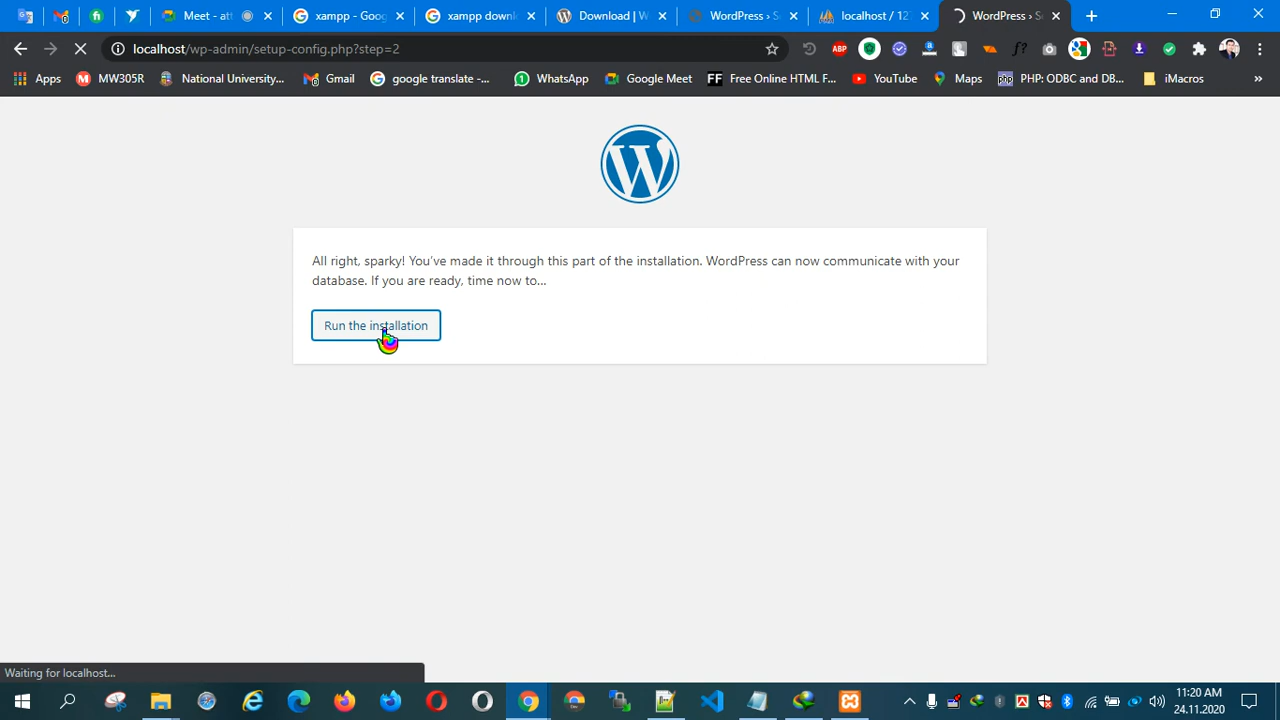 Meet - att
xampp - Goog
xampp downl
Download | W
WordPress › S
localhost / 12
WordPress › S
localhost/wp-admin/setup-config.php?step=2
ABP
f?
Apps
MW305R
National University...
Gmail
google translate -...
WhatsApp
Google Meet
FF Free Online HTML F...
YouTube
Maps
php PHP: ODBC and DB...
iMacros
»
All right, sparky! You’ve made it through this part of the installation. WordPress can now communicate with your
database. If you are ready, time now to...
Run the installation
Waiting for localhost...
11:20 AM
24.11.2020